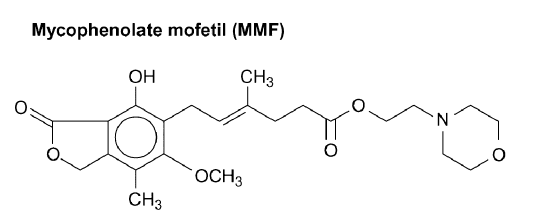 Mycophenolate mofetil (MMF)
OH
CH₃
O
O
O
N
O
O
OCH₃
CH₃